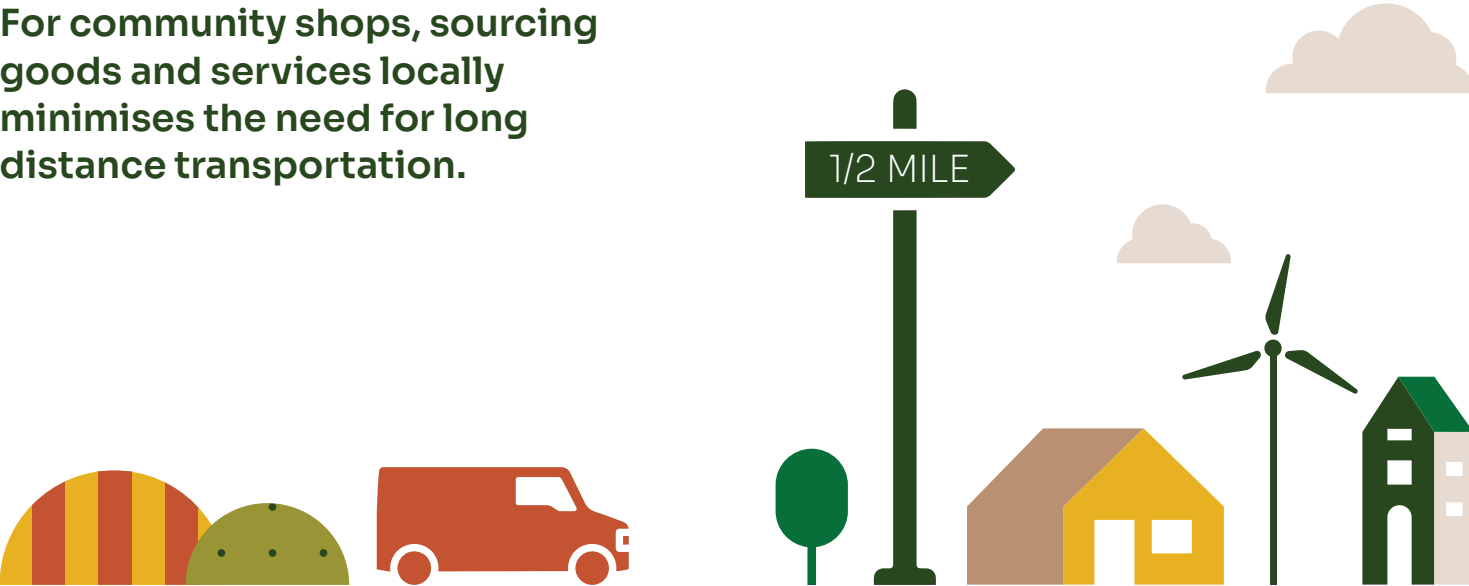 For community shops, sourcing
goods and services locally
minimises the need for long
distance transportation.
1/2 MILE